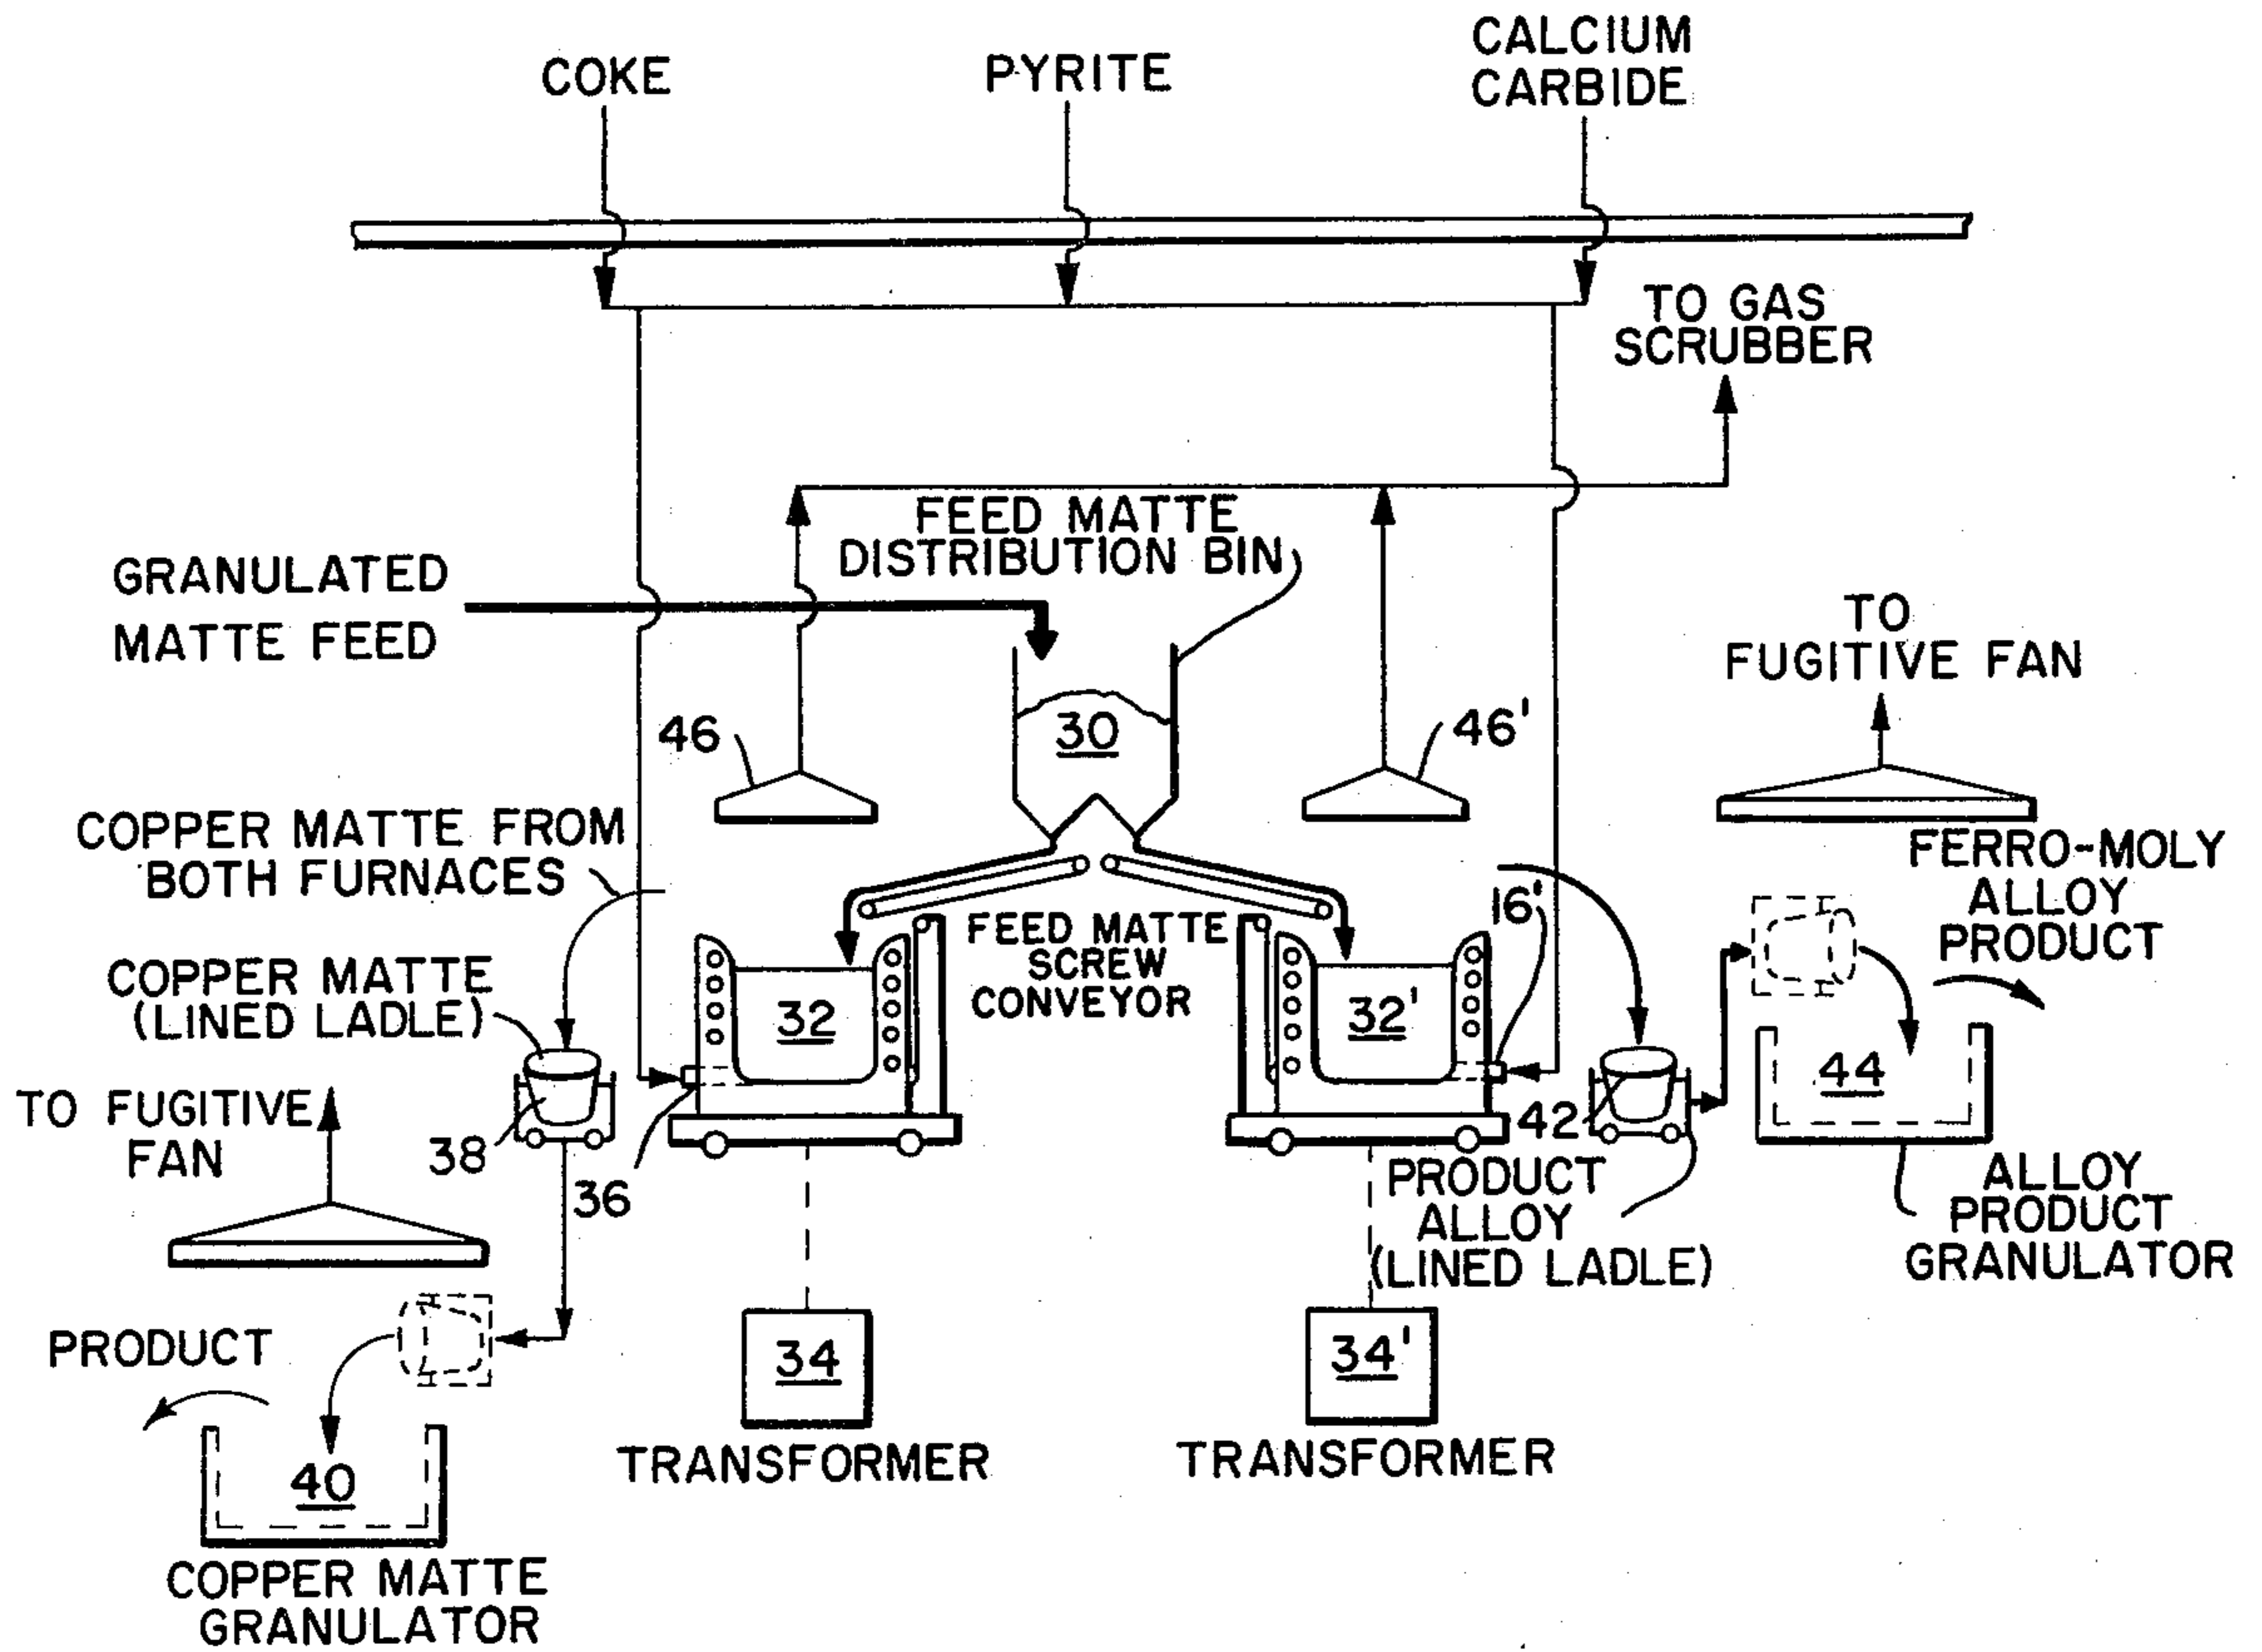 COKE
PYRITE
CALCIUM
CARBIDE
TO GAS
SCRUBBER
FEED MATTE
DISTRIBUTION BIN
GRANULATED
MATTE FEED
TO
FUGITIVE FAN
30
46
46'
COPPER MATTE FROM
BOTH FURNACES
FERRO-MOLY
ALLOY
PRODUCT
16'
FEED MATTE
SCREW
CONVEYOR
COPPER MATTE
(LINED LADLE)
32
32'
44
TO FUGITIVE
FAN
38
36
42
PRODUCT
ALLOY
(LINED LADLE)
ALLOY
PRODUCT
GRANULATOR
PRODUCT
34
34'
TRANSFORMER
TRANSFORMER
40
COPPER MATTE
GRANULATOR